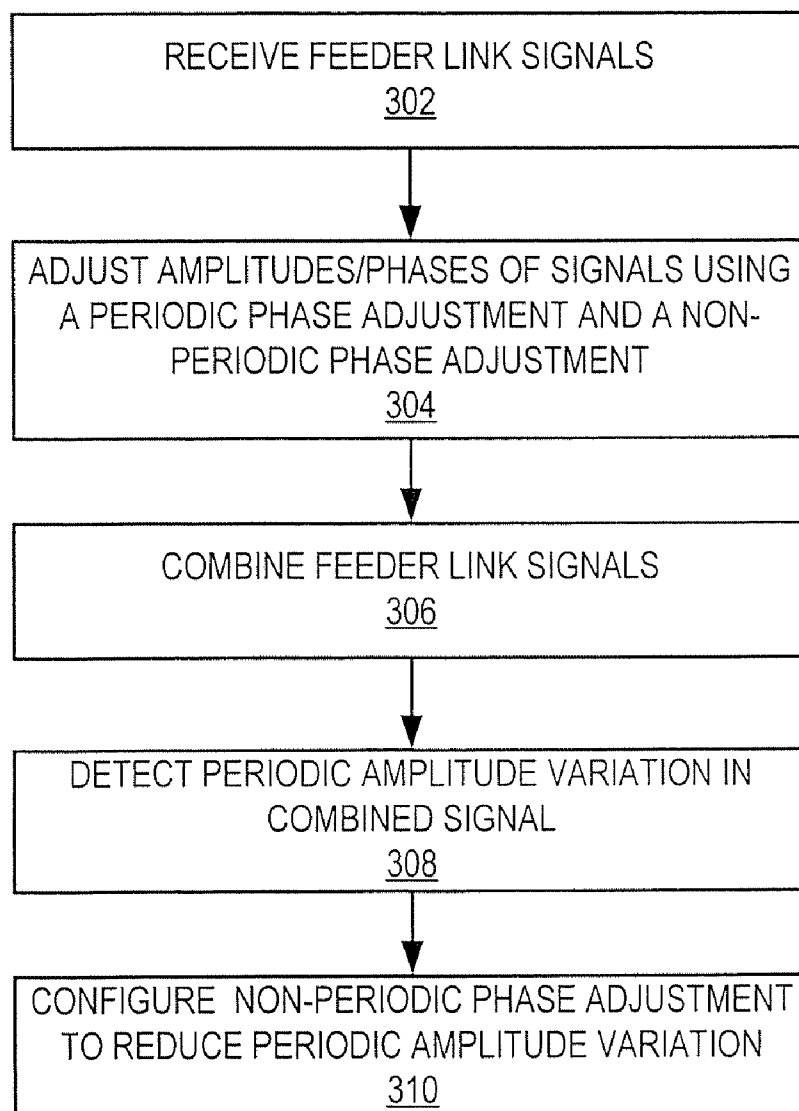 RECEIVE FEEDER LINK SIGNALS
302
ADJUST AMPLITUDES/PHASES OF SIGNALS USING
A PERIODIC PHASE ADJUSTMENT AND A NON-
PERIODIC PHASE ADJUSTMENT
304
COMBINE FEEDER LINK SIGNALS
306
DETECT PERIODIC AMPLITUDE VARIATION IN
COMBINED SIGNAL
308
CONFIGURE NON-PERIODIC PHASE ADJUSTMENT
TO REDUCE PERIODIC AMPLITUDE VARIATION
310